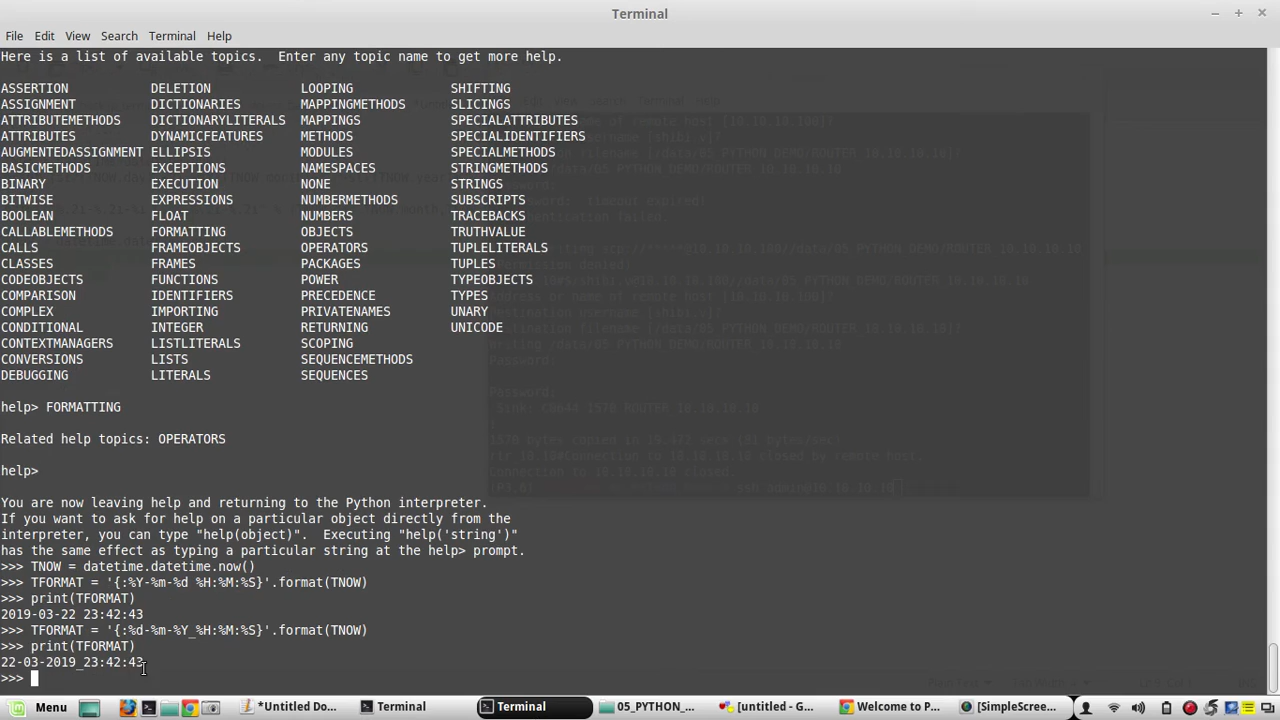 Terminal
File Edit View Search Terminal Help
Here is a list of available topics.  Enter any topic name to get more help.
ASSERTION DELETION LOOPING SHIFTING
ASSIGNMENT DICTIONARIES MAPPINGMETHODS SLICINGS
ATTRIBUTEMETHODS DICTIONARYLITERALS MAPPINGS SPECIALATTRIBUTES
ATTRIBUTES DYNAMICFEATURES METHODS SPECIALIDENTIFIERS
AUGMENTEDASSIGNMENT ELLIPSIS MODULES SPECIALMETHODS
BASICMETHODS EXCEPTIONS NAMESPACES STRINGMETHODS
BINARY EXECUTION NONE STRINGS
BITWISE EXPRESSIONS NUMBERMETHODS SUBSCRIPTS
BOOLEAN FLOAT NUMBERS TRACEBACKS
CALLABLEMETHODS FORMATTING OBJECTS TRUTHVALUE
CALLS FRAMEOBJECTS OPERATORS TUPLELITERALS
CLASSES FRAMES PACKAGES TUPLES
CODEOBJECTS FUNCTIONS POWER TYPEOBJECTS
COMPARISON IDENTIFIERS PRECEDENCE TYPES
COMPLEX IMPORTING PRIVATENAMES UNARY
CONDITIONAL INTEGER RETURNING UNICODE
CONTEXTMANAGERS LISTLITERALS SCOPING
CONVERSIONS LISTS SEQUENCEMETHODS
DEBUGGING LITERALS SEQUENCES
help> FORMATTING
Related help topics: OPERATORS
help>
You are now leaving help and returning to the Python interpreter.
If you want to ask for help on a particular object directly from the
interpreter, you can type "help(object)".  Executing "help('string')"
has the same effect as typing a particular string at the help> prompt.
>>> TNOW = datetime.datetime.now()
>>> TFORMAT = '{:%Y-%m-%d %H:%M:%S}'.format(TNOW)
>>> print(TFORMAT)
2019-03-22 23:42:43
>>> TFORMAT = '{:%d-%m-%Y_%H:%M:%S}'.format(TNOW)
>>> print(TFORMAT)
22-03-2019_23:42:43
>>>
Menu *Untitled Do... Terminal Terminal 05_PYTHON_... [untitled - G... Welcome to P... [SimpleScree... 23:43